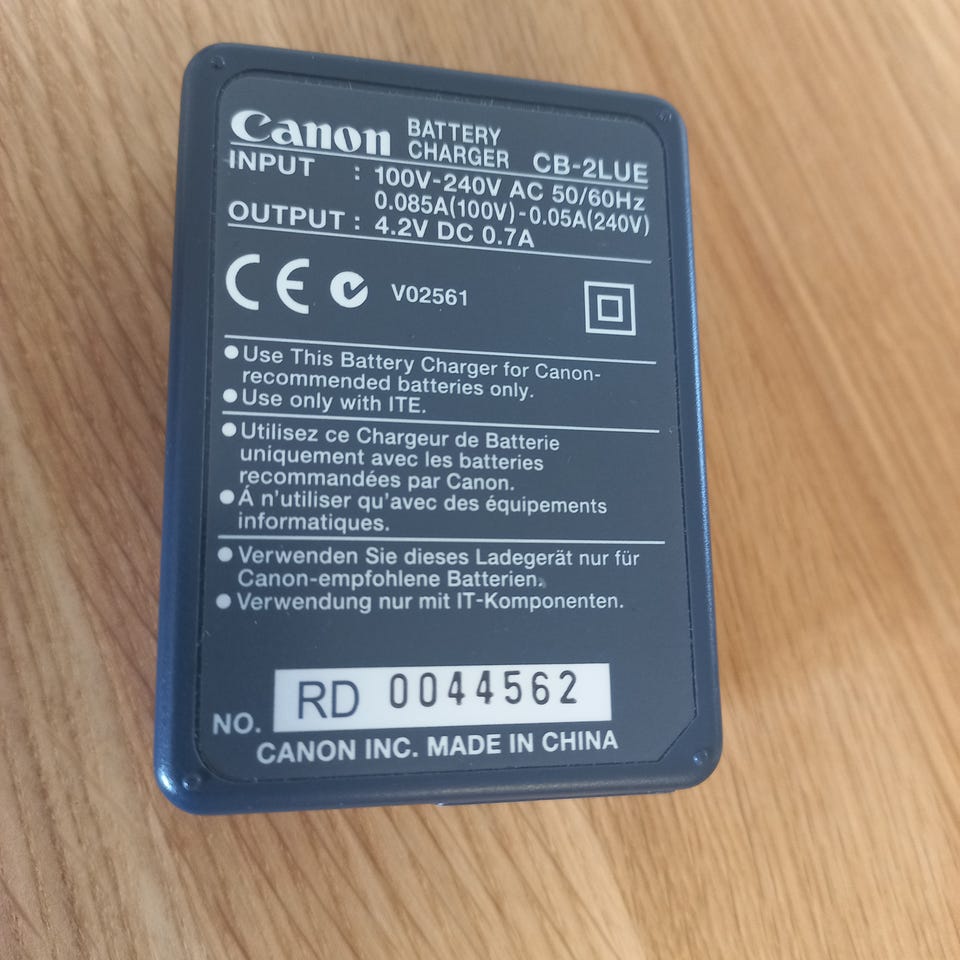 Canon BATTERY CHARGER CB-2LUE
INPUT : 100V-240V AC 50/60Hz
0.085A(100V)-0.05A(240V)
OUTPUT : 4.2V DC 0.7A
CE V02561
●Use This Battery Charger for Canon-
recommended batteries only.
●Use only with ITE.
●Utilisez ce Chargeur de Batterie
uniquement avec les batteries
recommandées par Canon.
●Á n'utiliser qu'avec des équipements
informatiques.
●Verwenden Sie dieses Ladegerät nur für
Canon-empfohlene Batterien.
●Verwendung nur mit IT-Komponenten.
NO. RD 0044562
CANON INC. MADE IN CHINA